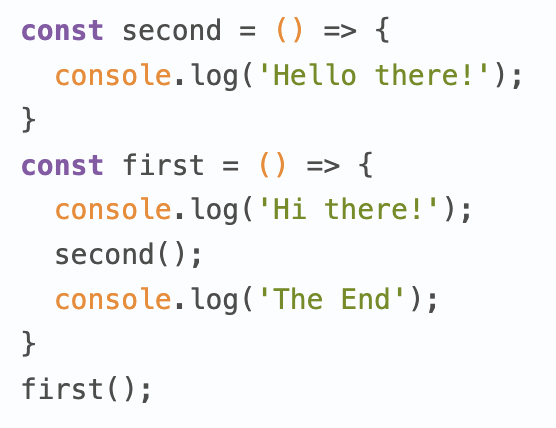 const second = () => {
  console.log('Hello there!');
}
const first = () => {
  console.log('Hi there!');
  second();
  console.log('The End');
}
first();